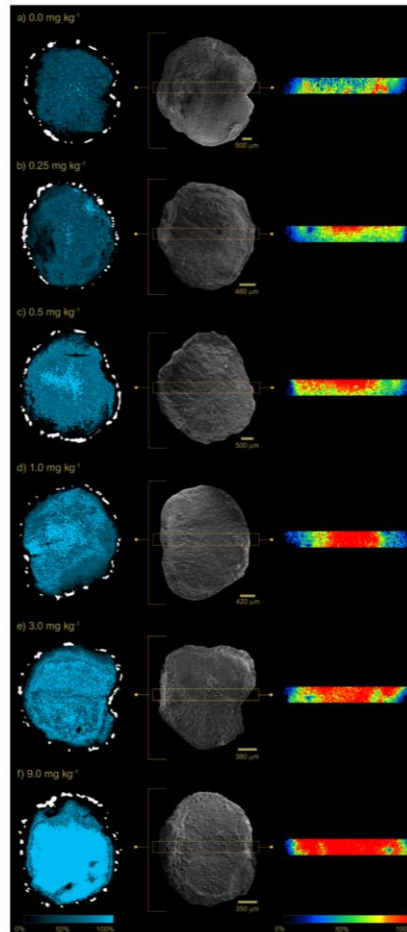 a) 0.0 mg kg⁻¹
500 µm
b) 0.25 mg kg⁻¹
480 µm
c) 0.5 mg kg⁻¹
500 µm
d) 1.0 mg kg⁻¹
420 µm
e) 3.0 mg kg⁻¹
380 µm
f) 9.0 mg kg⁻¹
350 µm
0% 50% 100% 0% 50% 100%